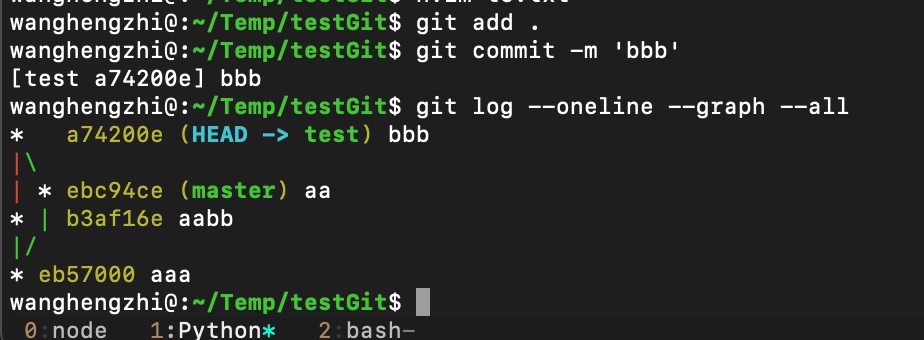 wanghengzhi@:~/Temp/testGit$ git add .
wanghengzhi@:~/Temp/testGit$ git commit -m 'bbb'
[test a74200e] bbb
wanghengzhi@:~/Temp/testGit$ git log --oneline --graph --all
*   a74200e (HEAD -> test) bbb
|\
| * ebc94ce (master) aa
* | b3af16e aabb
|/
* eb57000 aaa
wanghengzhi@:~/Temp/testGit$
0:node   1:Python*   2:bash-